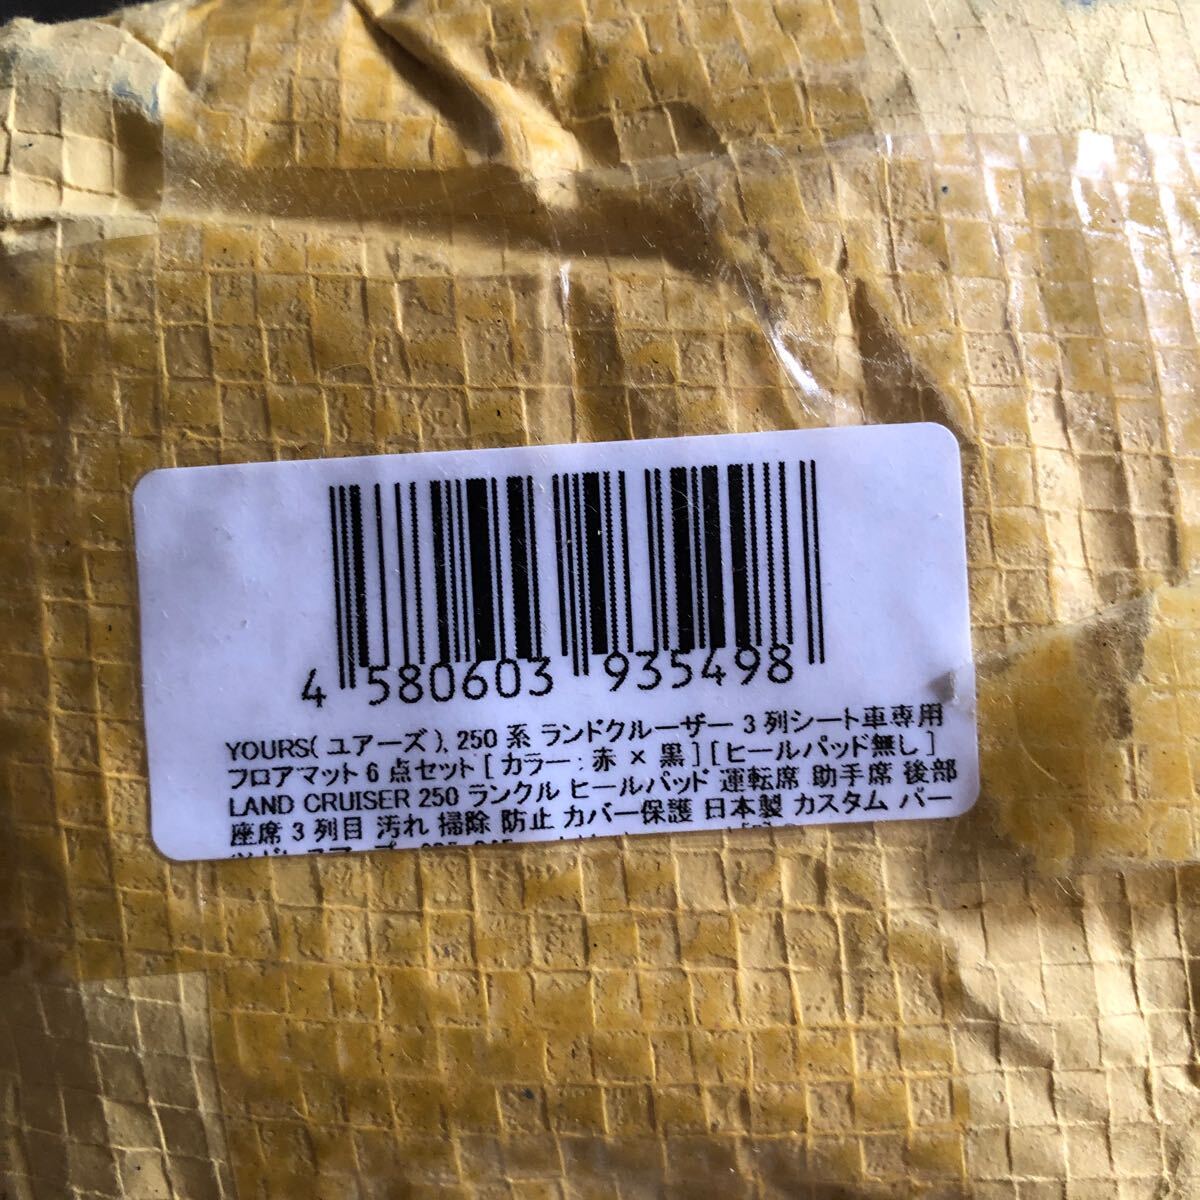 4 580603 935498
YOURS(ユアーズ), 250 系 ランドクルーザー 3 列シート車専用
フロアマット 6 点セット [ カラー : 赤 × 黒 ] [ ヒールパッド無し ]
LAND CRUISER 250 ランクル ヒールパッド 運転席 助手席 後部
座席 3 列目 汚れ 掃除 防止 カバー保護 日本製 カスタム パー